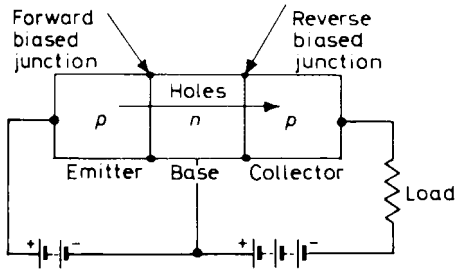 Forward
biased
junction
Reverse
biased
junction
Holes
p
n
p
Emitter
Base
Collector
Load
+
-
+
-